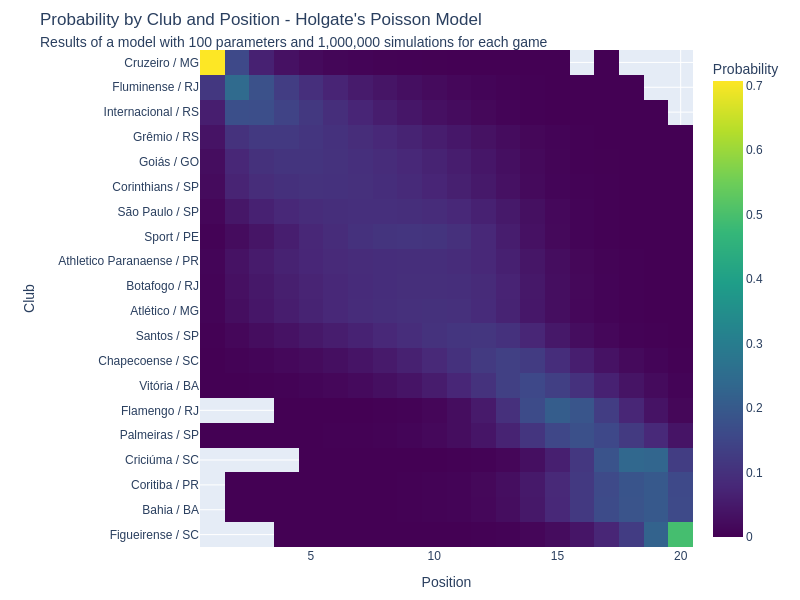 Probability by Club and Position - Holgate's Poisson Model
Results of a model with 100 parameters and 1,000,000 simulations for each game
Probability
Cruzeiro / MG
Fluminense / RJ
Internacional / RS
Grêmio / RS
Goiás / GO
Corinthians / SP
São Paulo / SP
Sport / PE
Athletico Paranaense / PR
Botafogo / RJ
Atlético / MG
Santos / SP
Chapecoense / SC
Vitória / BA
Flamengo / RJ
Palmeiras / SP
Criciúma / SC
Coritiba / PR
Bahia / BA
Figueirense / SC
Club
5
10
15
20
Position
0.7
0.6
0.5
0.4
0.3
0.2
0.1
0